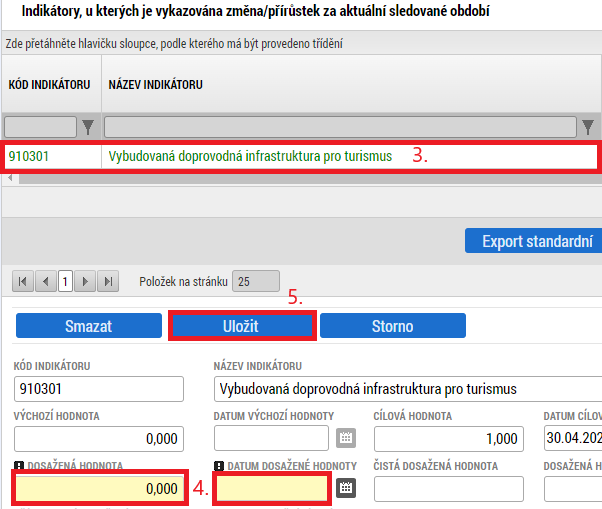 Indikátory, u kterých je vykazována změna/přírůstek za aktuální sledované období
Zde přetáhněte hlavičku sloupce, podle kterého má být provedeno třídění
KÓD INDIKÁTORU NÁZEV INDIKÁTORU
910301 Vybudovaná doprovodná infrastruktura pro turismus 3.
Export standardní
1 Položek na stránku 25
5.
Smazat Uložit Storno
KÓD INDIKÁTORU NÁZEV INDIKÁTORU
910301 Vybudovaná doprovodná infrastruktura pro turismus
VÝCHOZÍ HODNOTA DATUM VÝCHOZÍ HODNOTY CÍLOVÁ HODNOTA DATUM CÍLOV
0,000 1,000 30.04.202
DOSAŽENÁ HODNOTA DATUM DOSAŽENÉ HODNOTY ČISTÁ DOSAŽENÁ HODNOTA DOSAŽENÁ H
0,000 4.